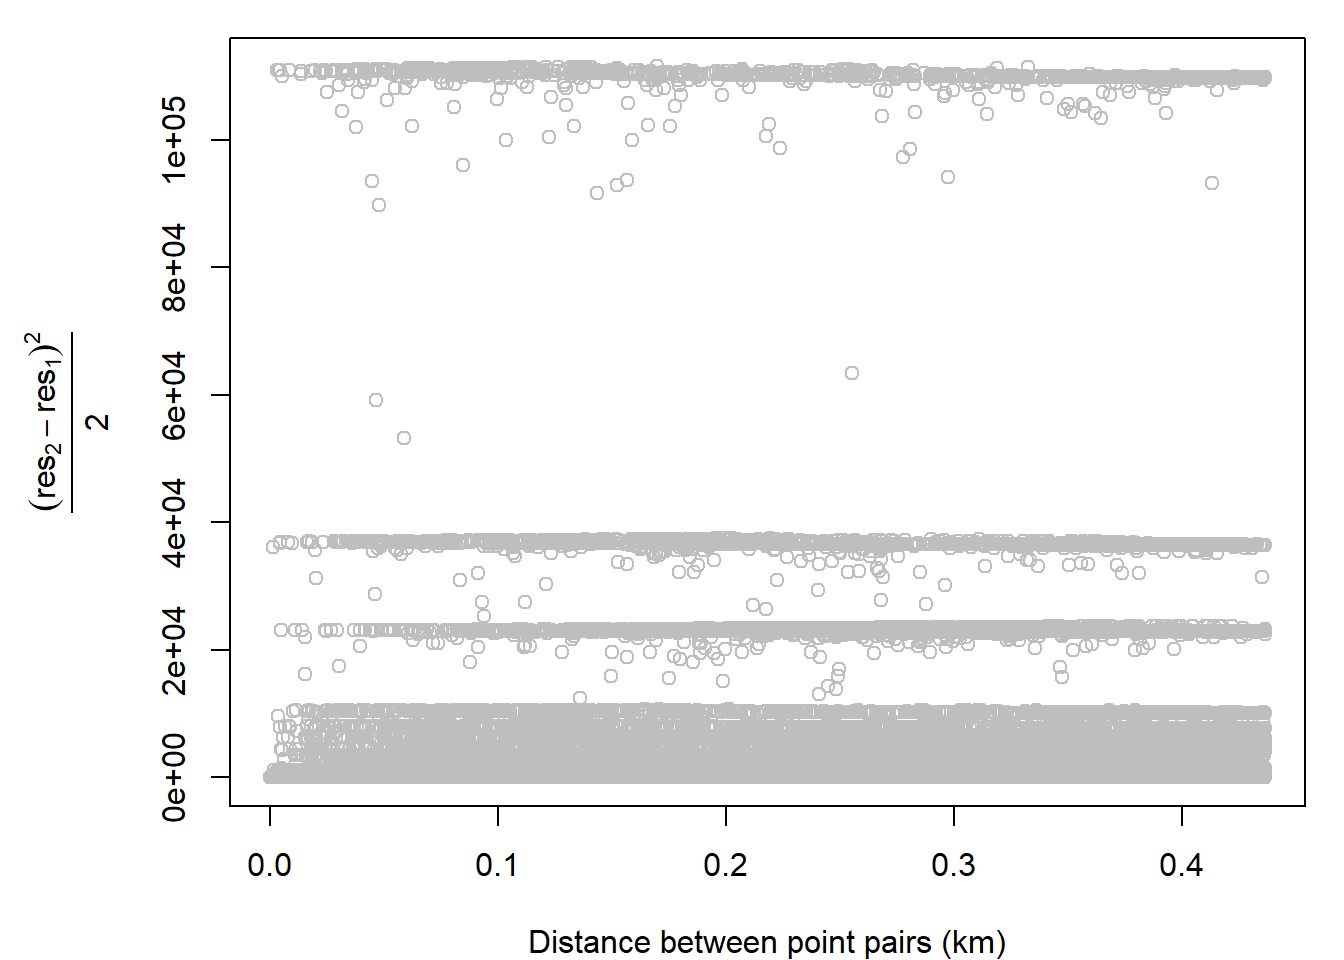 (res₂ − res₁)²
2
1e+05
8e+04
6e+04
4e+04
2e+04
0e+00
0.0 0.1 0.2 0.3 0.4
Distance between point pairs (km)